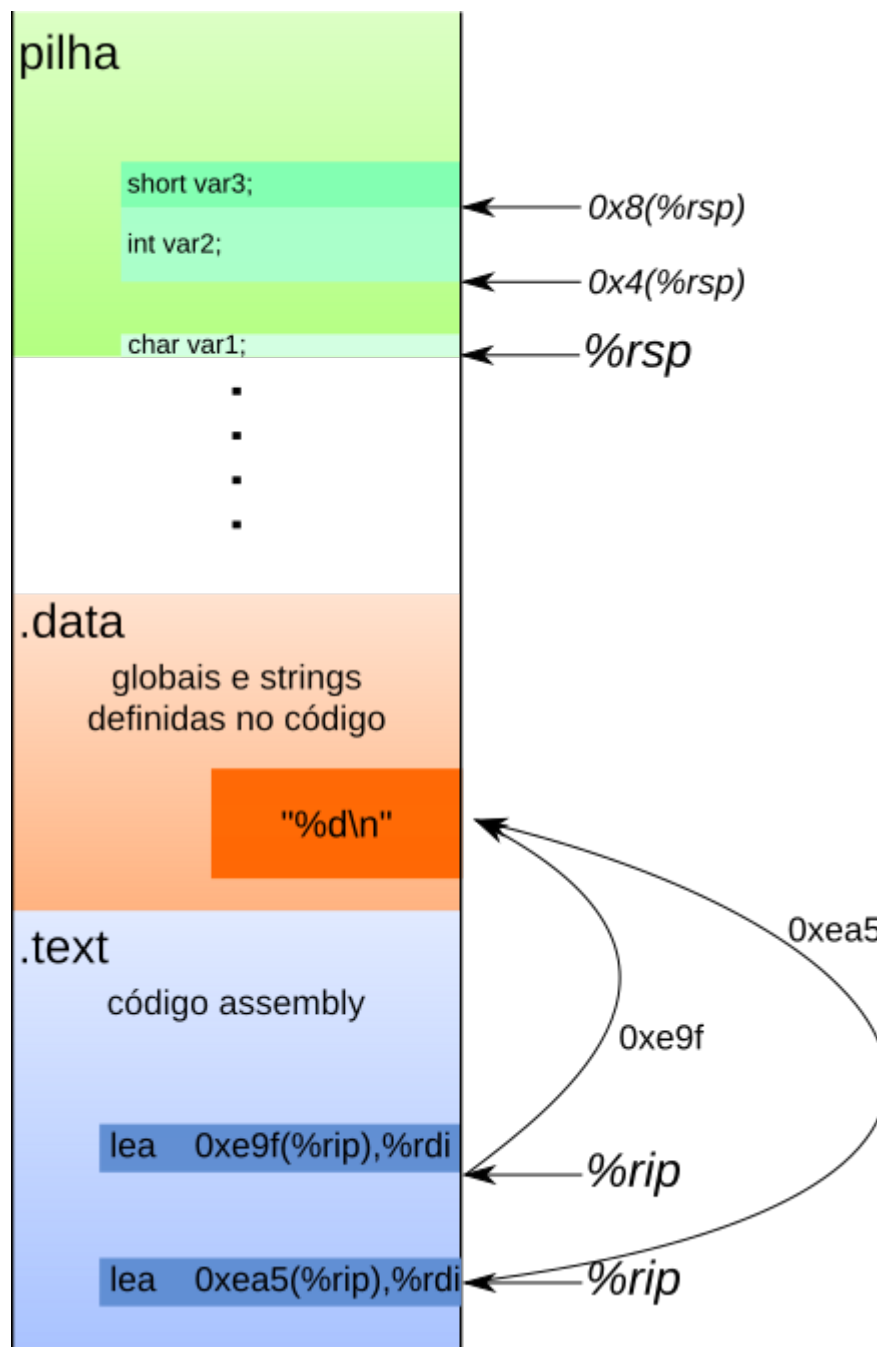 pilha
short var3;
0x8(%rsp)
int var2;
0x4(%rsp)
char var1;
%rsp
.data
globais e strings
definidas no código
"%d\n"
0xea5
.text
código assembly
0xe9f
lea 0xe9f(%rip),%rdi
%rip
lea 0xea5(%rip),%rdi
%rip